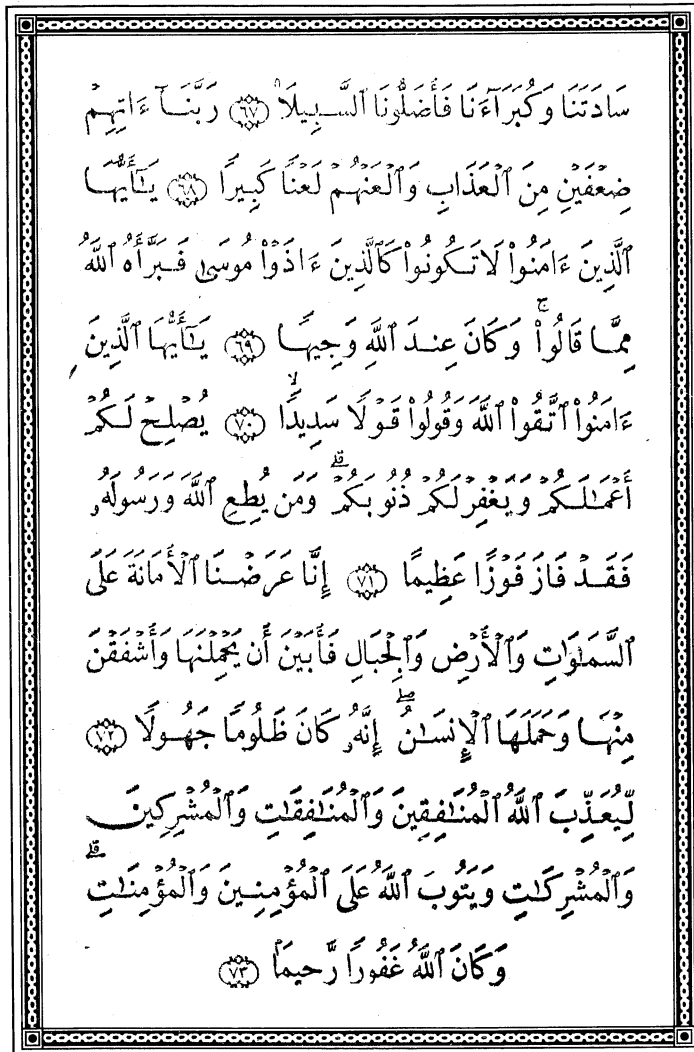 سَادَتَنَا وَكُبَرَآءَنَا فَأَضَلُّونَا ٱلسَّبِيلَا۠ ﴿٦٧﴾ رَبَّنَآ ءَاتِهِمْ
ضِعْفَيْنِ مِنَ ٱلْعَذَابِ وَٱلْعَنْهُمْ لَعْنًا كَبِيرًا ﴿٦٨﴾ يَـٰٓأَيُّهَا
ٱلَّذِينَ ءَامَنُوا۟ لَا تَكُونُوا۟ كَٱلَّذِينَ ءَاذَوْا۟ مُوسَىٰ فَبَرَّأَهُ ٱللَّهُ
مِمَّا قَالُوا۟ ۚ وَكَانَ عِندَ ٱللَّهِ وَجِيهًا ﴿٦٩﴾ يَـٰٓأَيُّهَا ٱلَّذِينَ
ءَامَنُوا۟ ٱتَّقُوا۟ ٱللَّهَ وَقُولُوا۟ قَوْلًا سَدِيدًا ۙ ﴿٧٠﴾ يُصْلِحْ لَكُمْ
أَعْمَـٰلَكُمْ وَيَغْفِرْ لَكُمْ ذُنُوبَكُمْ ۗ وَمَن يُطِعِ ٱللَّهَ وَرَسُولَهُۥ
فَقَدْ فَازَ فَوْزًا عَظِيمًا ﴿٧١﴾ إِنَّا عَرَضْنَا ٱلْأَمَانَةَ عَلَى
ٱلسَّمَـٰوَٰتِ وَٱلْأَرْضِ وَٱلْجِبَالِ فَأَبَيْنَ أَن يَحْمِلْنَهَا وَأَشْفَقْنَ
مِنْهَا وَحَمَلَهَا ٱلْإِنسَـٰنُ ۖ إِنَّهُۥ كَانَ ظَلُومًا جَهُولًا ﴿٧٢﴾
لِّيُعَذِّبَ ٱللَّهُ ٱلْمُنَـٰفِقِينَ وَٱلْمُنَـٰفِقَـٰتِ وَٱلْمُشْرِكِينَ
وَٱلْمُشْرِكَـٰتِ وَيَتُوبَ ٱللَّهُ عَلَى ٱلْمُؤْمِنِينَ وَٱلْمُؤْمِنَـٰتِ ۗ
وَكَانَ ٱللَّهُ غَفُورًا رَّحِيمًۢا ﴿٧٣﴾